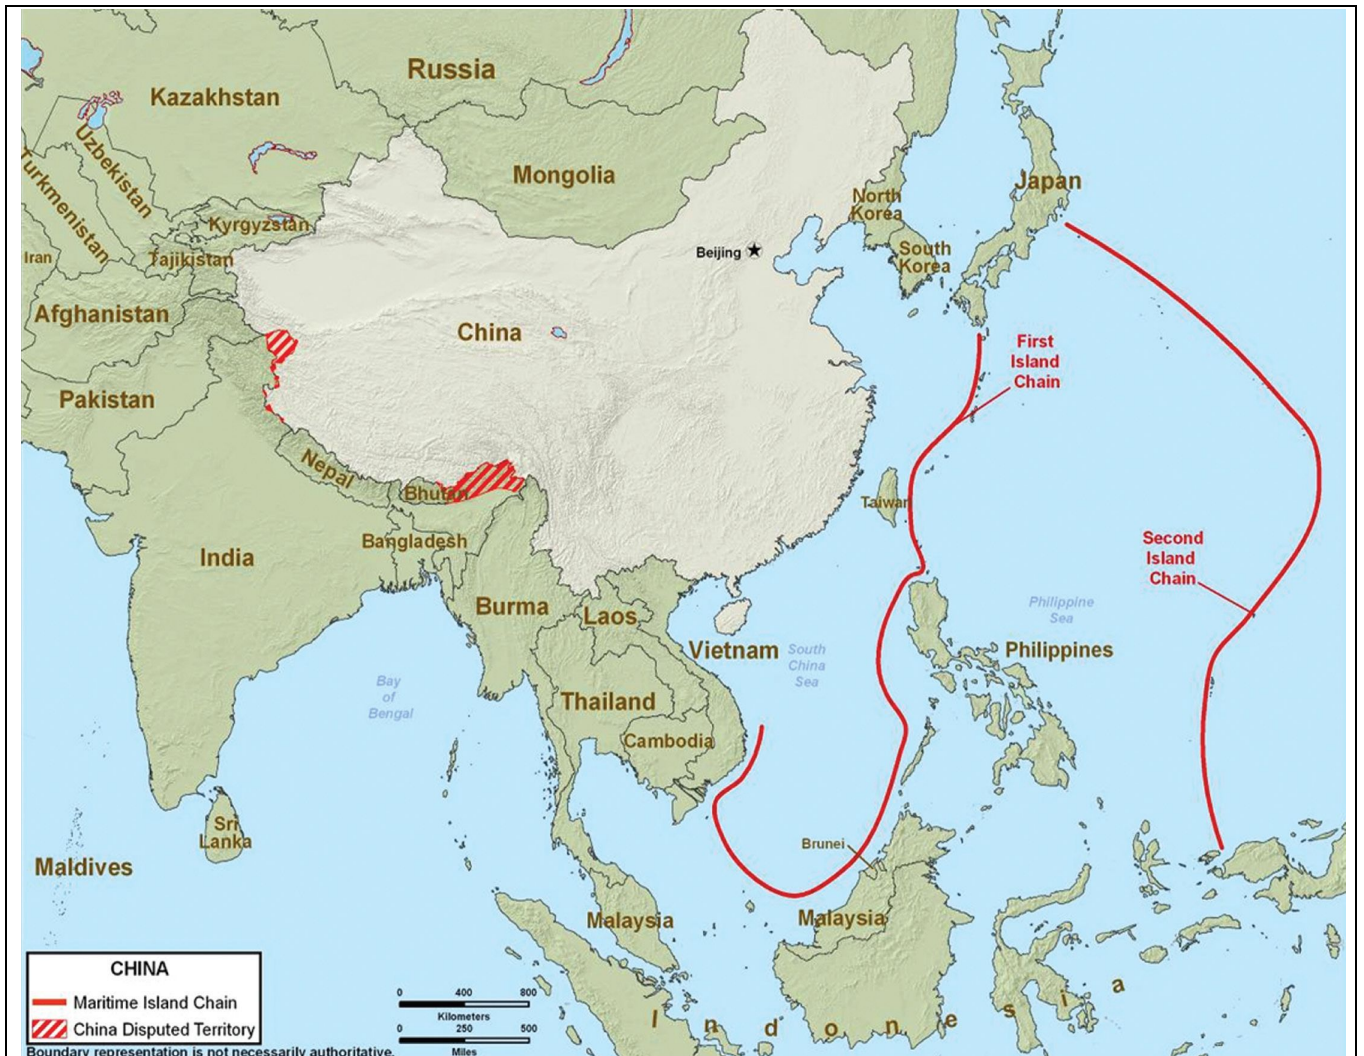 Russia
Kazakhstan
Uzbekistan
Turkmenistan
Mongolia
Japan
North
Korea
Kyrgyzstan
South
Korea
Beijing
Iran
Tajikistan
Afghanistan
China
First
Island
Chain
Pakistan
Nepal
Bhutan
Taiwan
Bangladesh
India
Second
Island
Chain
Burma
Laos
Philippine
Sea
Vietnam
South
China
Sea
Philippines
Bay
of
Bengal
Thailand
Cambodia
Sri
Lanka
Brunei
Maldives
Malaysia
Malaysia
Indonesia
CHINA
Maritime Island Chain
China Disputed Territory
0 400 800
Kilometers
0 250 500
Miles
Boundary representation is not necessarily authoritative.